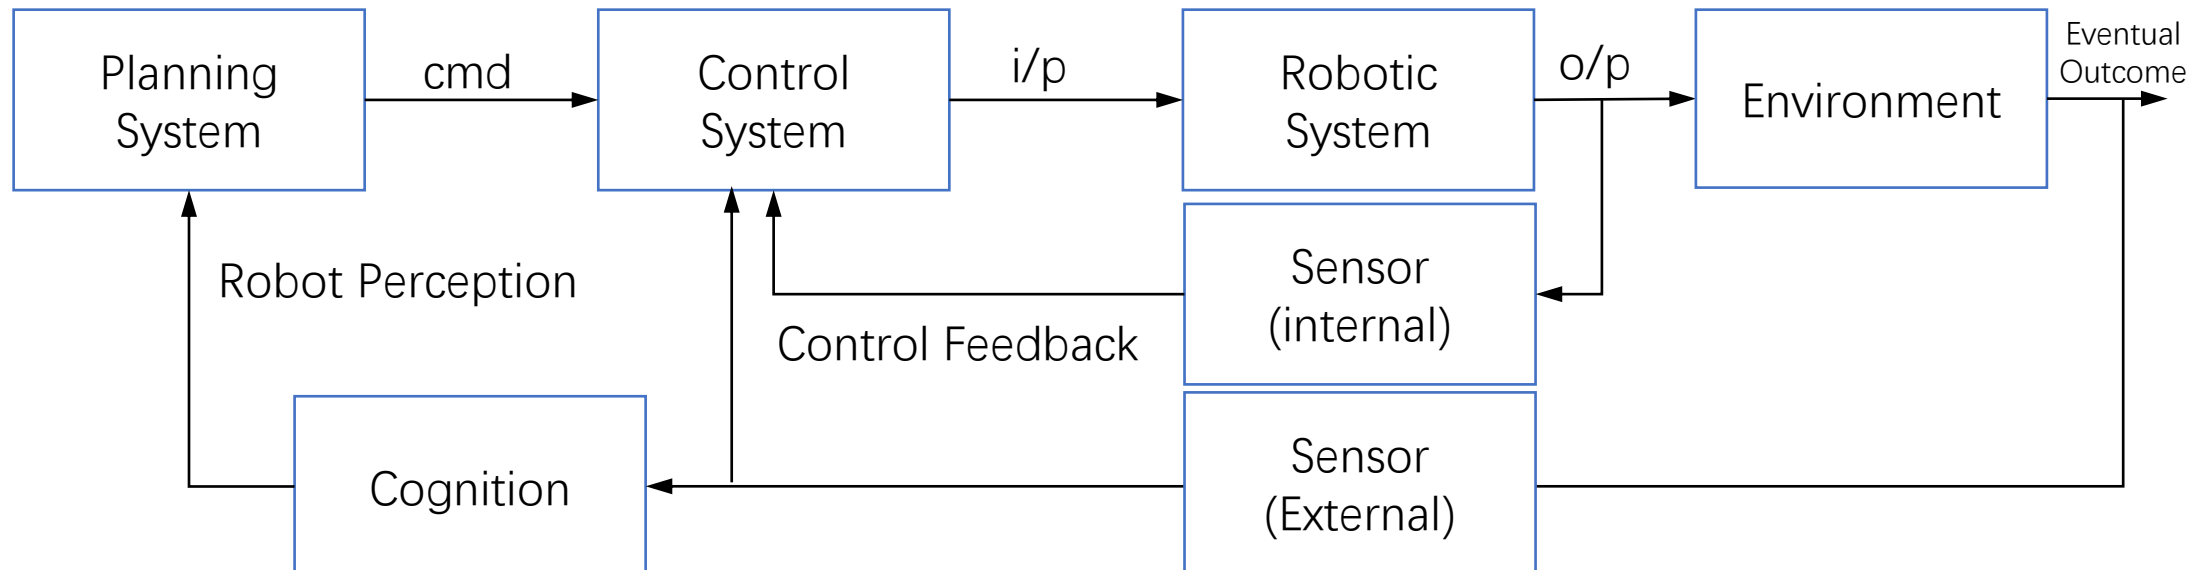 Planning
System
cmd
Control
System
i/p
Robotic
System
o/p
Environment
Eventual
Outcome
Robot Perception
Sensor
(internal)
Control Feedback
Cognition
Sensor
(External)